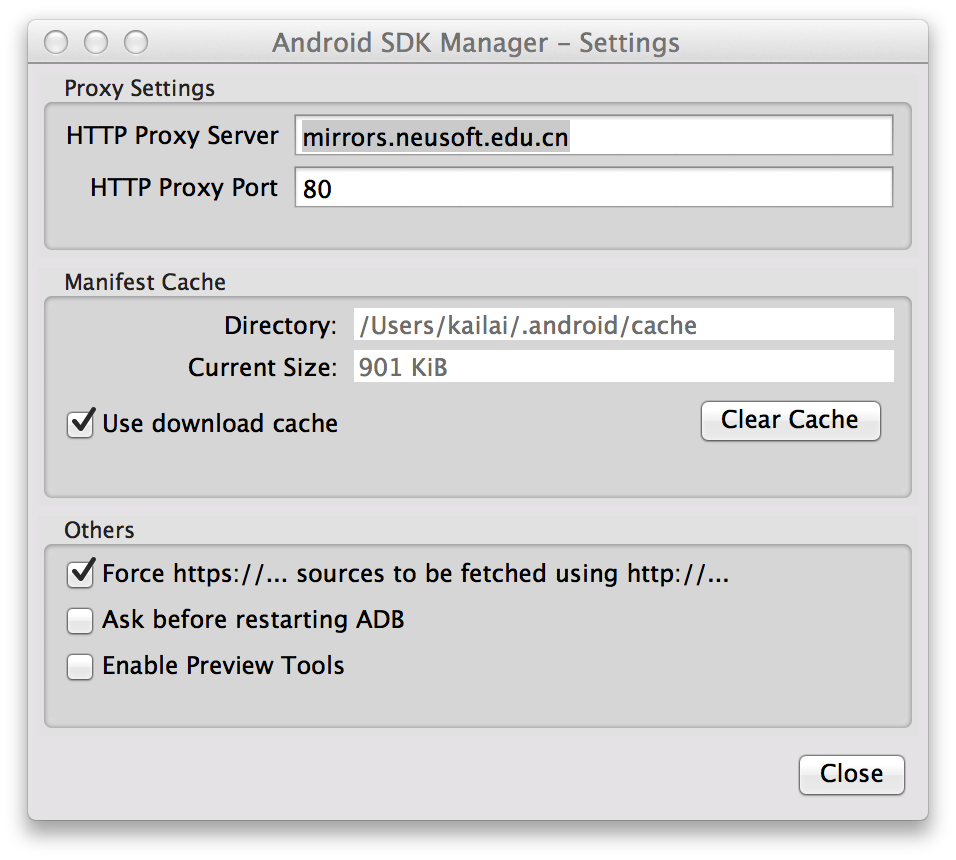 Android SDK Manager – Settings
Proxy Settings
HTTP Proxy Server mirrors.neusoft.edu.cn
HTTP Proxy Port 80
Manifest Cache
Directory: /Users/kailai/.android/cache
Current Size: 901 KiB
Use download cache Clear Cache
Others
Force https://... sources to be fetched using http://...
Ask before restarting ADB
Enable Preview Tools
Close